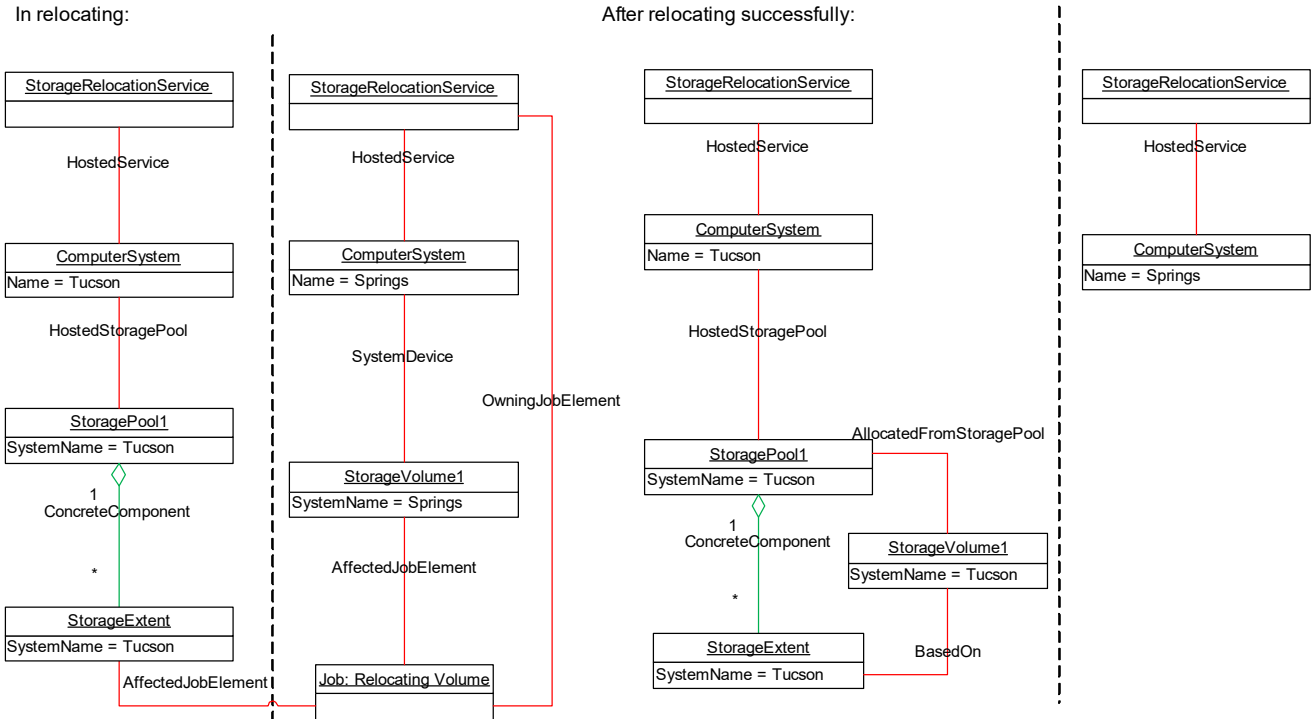 In relocating:
StorageRelocationService
HostedService
ComputerSystem
Name = Tucson
HostedStoragePool
StoragePool1
SystemName = Tucson
1
ConcreteComponent
*
StorageExtent
SystemName = Tucson
AffectedJobElement
StorageRelocationService
HostedService
ComputerSystem
Name = Springs
SystemDevice
OwningJobElement
StorageVolume1
SystemName = Springs
AffectedJobElement
Job: Relocating Volume
After relocating successfully:
StorageRelocationService
HostedService
ComputerSystem
Name = Tucson
HostedStoragePool
AllocatedFromStoragePool
StoragePool1
SystemName = Tucson
1
ConcreteComponent
*
StorageVolume1
SystemName = Tucson
BasedOn
StorageExtent
SystemName = Tucson
StorageRelocationService
HostedService
ComputerSystem
Name = Springs